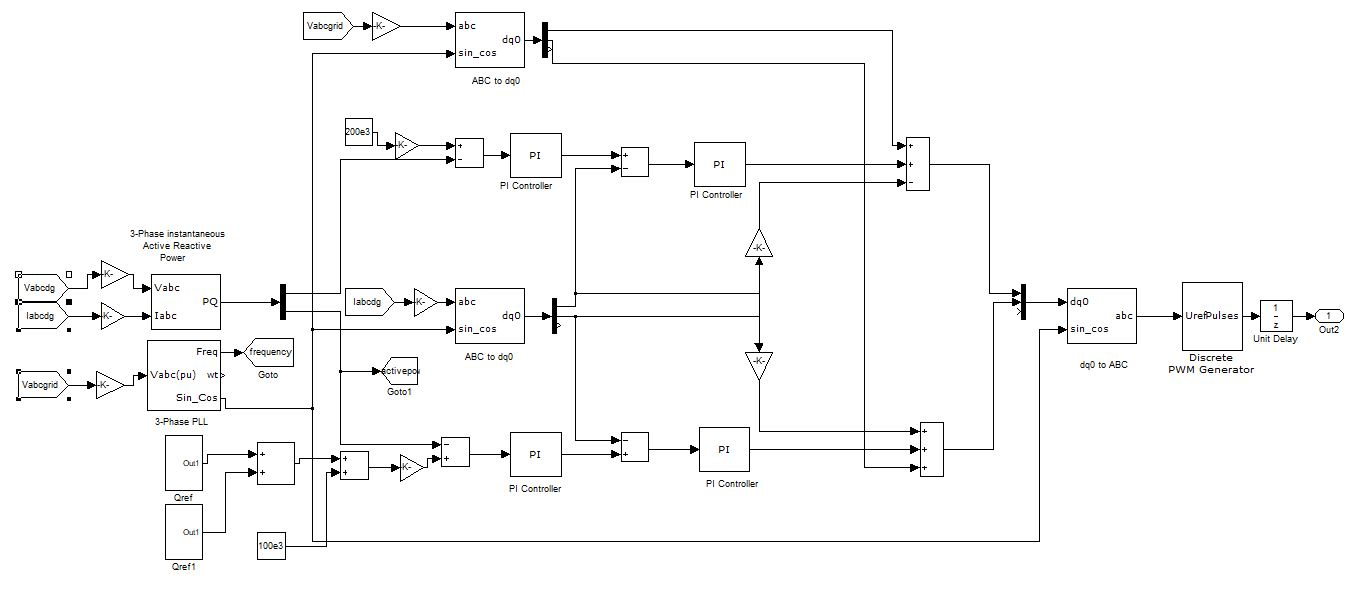 Vabcgrid
-K-
abc
dq0
sin_cos
ABC to dq0
200e3
-K-
+
−
PI
PI Controller
+
−
PI
PI Controller
+
+
−
3-Phase instantaneous
Active Reactive
Power
Vabcdg
-K-
Vabc
PQ
Iabcdg
-K-
Iabc
Iabcdg
-K-
abc
dq0
sin_cos
ABC to dq0
-K-
-K-
dq0
abc
sin_cos
dq0 to ABC
Uref
Pulses
Discrete
PWM Generator
1
z
Unit Delay
1
Out2
Freq
frequency
Goto
Vabcgrid
-K-
Vabc(pu)
wt
Sin_Cos
3-Phase PLL
Goto1
Out1
Qref
+
+
+
+
-K-
−
+
PI
PI Controller
−
+
PI
PI Controller
+
+
+
Out1
Qref1
100e3